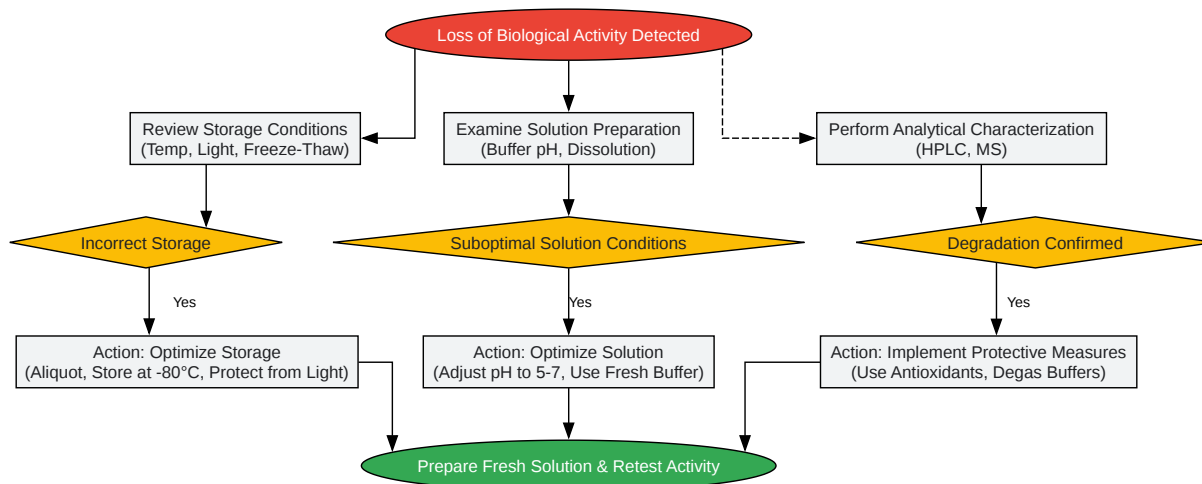 Loss of Biological Activity Detected
Review Storage Conditions
(Temp, Light, Freeze-Thaw)
Examine Solution Preparation
(Buffer pH, Dissolution)
Perform Analytical Characterization
(HPLC, MS)
Incorrect Storage
Suboptimal Solution Conditions
Degradation Confirmed
Yes
Yes
Yes
Action: Optimize Storage
(Aliquot, Store at -80°C, Protect from Light)
Action: Optimize Solution
(Adjust pH to 5-7, Use Fresh Buffer)
Action: Implement Protective Measures
(Use Antioxidants, Degas Buffers)
Prepare Fresh Solution & Retest Activity